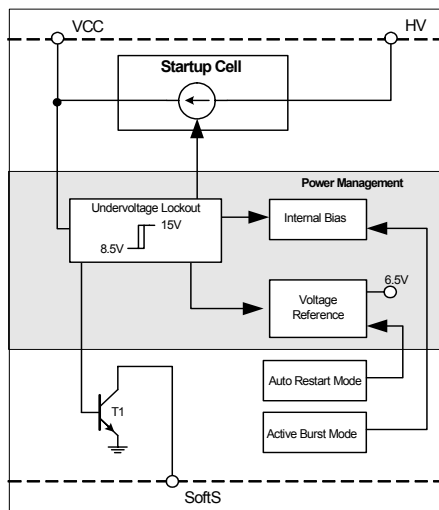 VCC
HV
Startup Cell
Power Management
Undervoltage Lockout
15V
8.5V
Internal Bias
6.5V
Voltage
Reference
Auto Restart Mode
T1
Active Burst Mode
SoftS